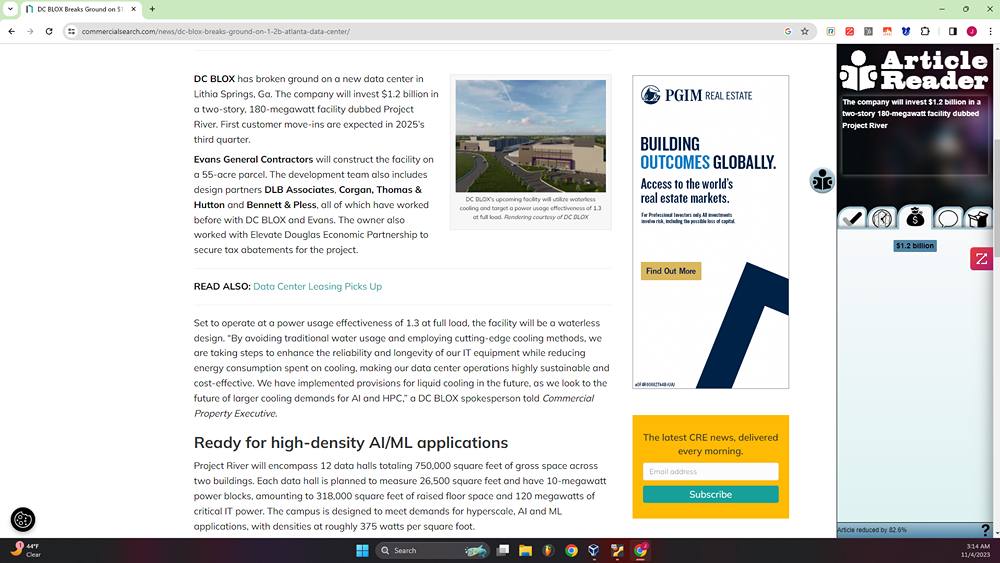 DC BLOX Breaks Ground on $1
commercialsearch.com/news/dc-blox-breaks-ground-on-1-2b-atlanta-data-center/
DC BLOX has broken ground on a new data center in
Lithia Springs, Ga. The company will invest $1.2 billion in
a two-story, 180-megawatt facility dubbed Project
River. First customer move-ins are expected in 2025's
third quarter.
Evans General Contractors will construct the facility on
a 55-acre parcel. The development team also includes
design partners DLB Associates, Corgan, Thomas &
Hutton and Bennett & Pless, all of which have worked
before with DC BLOX and Evans. The owner also
worked with Elevate Douglas Economic Partnership to
secure tax abatements for the project.
DC BLOX's upcoming facility will utilize waterless
cooling and target a power usage effectiveness of 1.3
at full load. Rendering courtesy of DC BLOX
READ ALSO: Data Center Leasing Picks Up
Set to operate at a power usage effectiveness of 1.3 at full load, the facility will be a waterless
design. “By avoiding traditional water usage and employing cutting-edge cooling methods, we
are taking steps to enhance the reliability and longevity of our IT equipment while reducing
energy consumption spent on cooling, making our data center operations highly sustainable and
cost-effective. We have implemented provisions for liquid cooling in the future, as we look to the
future of larger cooling demands for AI and HPC,” a DC BLOX spokesperson told Commercial
Property Executive.
Ready for high-density AI/ML applications
Project River will encompass 12 data halls totaling 750,000 square feet of gross space across
two buildings. Each data hall is planned to measure 26,500 square feet and have 10-megawatt
power blocks, amounting to 318,000 square feet of raised floor space and 120 megawatts of
critical IT power. The campus is designed to meet demands for hyperscale, AI and ML
applications, with densities at roughly 375 watts per square foot.
PGIM REAL ESTATE
BUILDING
OUTCOMES GLOBALLY.
Access to the world's
real estate markets.
For Professional Investors only. All investments
involve risk, including the possible loss of capital.
Find Out More
The latest CRE news, delivered
every morning.
Email address
Subscribe
Article
Reader
The company will invest $1.2 billion in a
two-story 180-megawatt facility dubbed
Project River
$1.2 billion
Article reduced by 82.6%
?
44°F
Clear
Search
3:14 AM
11/4/2023